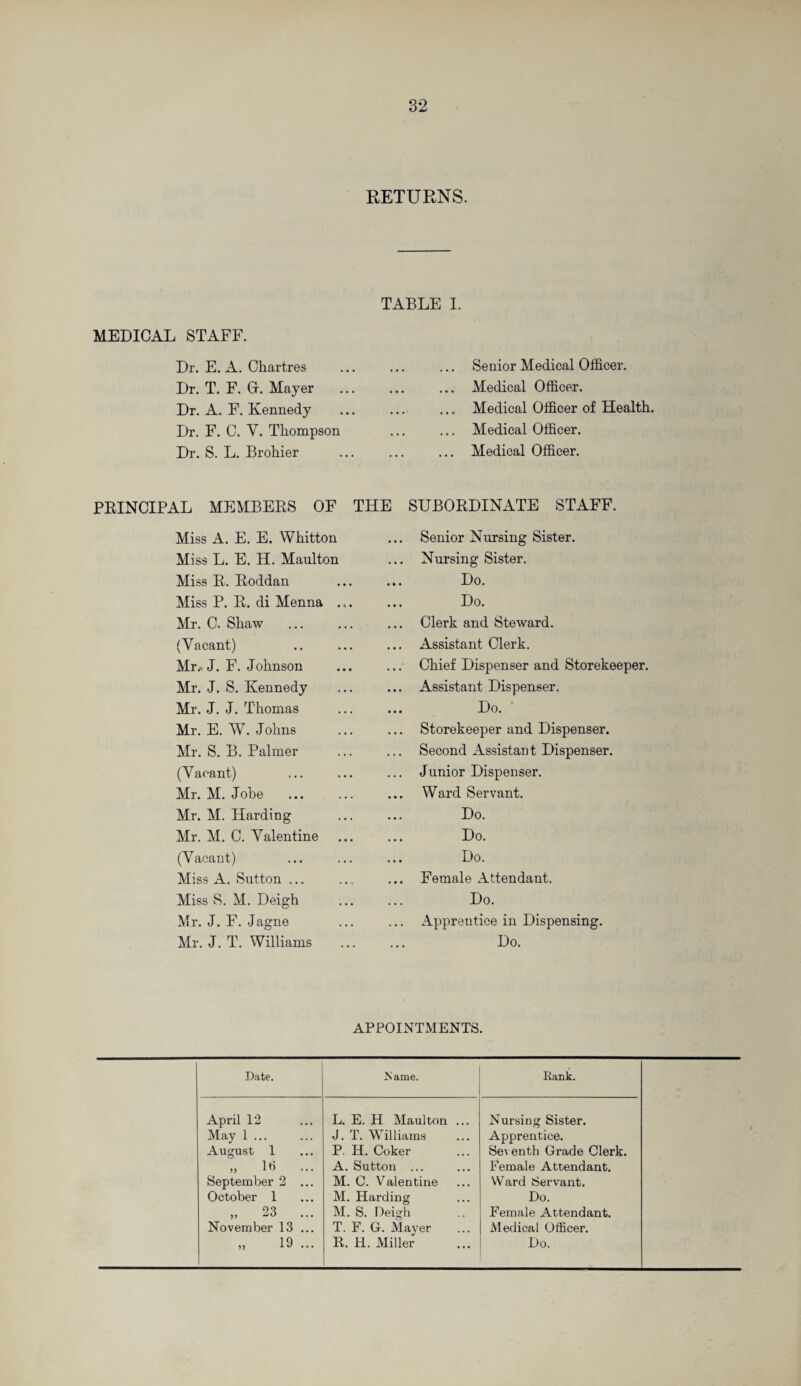 32
RETURNS.
TABLE I.
MEDICAL STAFF.
Dr. E. A. Chartres ... ... ... Senior Medical Officer.
Dr. T. F. G. Mayer ... ... ... Medical Officer.
Dr. A. F. Kennedy ... ... ... Medical Officer of Health.
Dr. F. C. V. Thompson ... ... Medical Officer.
Dr. S. L. Brohier ... ... ... Medical Officer.
PRINCIPAL MEMBERS OF THE SUBORDINATE STAFF.
Miss A. E. E. Whitton ... Senior Nursing Sister.
Miss L. E. H. Maulton ... Nursing Sister.
Miss R. Roddan ... ... Do.
Miss P. R. di Menna ... ... Do.
Mr. C. Shaw ... ... ... Clerk and Steward.
(Vacant) .. ... ... Assistant Clerk.
Mr. J. F. Johnson ... ... Chief Dispenser and Storekeeper.
Mr. J. S. Kennedy ... ... Assistant Dispenser.
Mr. J. J. Thomas ... ... Do.
Mr. E. W. Johns ... ... Storekeeper and Dispenser.
Mr. S. B. Palmer ... ... Second Assistant Dispenser.
(Vacant) ... ... ... Junior Dispenser.
Mr. M. Jobe ... ... ... Ward Servant.
Mr. M. Harding ... ... Do.
Mr. M. C. Valentine ... ... Do.
(Vacant) ... ... ... Do.
Miss A. Sutton ... ... ... Female Attendant.
Miss S. M. Deigh ... ... Do.
Mr. J. F. Jagne ... ... Apprentice in Dispensing.
Mr. J. T. Williams ... ... Do.
APPOINTMENTS.
Date. Name. Rank.
April 12 ... L. E. H Maulton ... Nursing Sister.
May 1 ... ... J. T. Williams ... Apprentice.
August 1 ... P. H. Coker ... Seventh Grade Clerk.
„ 16 ... A. Sutton ... ... Female Attendant.
September 2 ... M. C. Valentine ... Ward Servant.
October 1 ... M. Harding ... Do.
„ 23 ... M. S. Deigh .. Female Attendant.
November 13 ... T. F. G. Mayer ... Medical Officer.
„ 19 ... R. H. Miller ... Do.